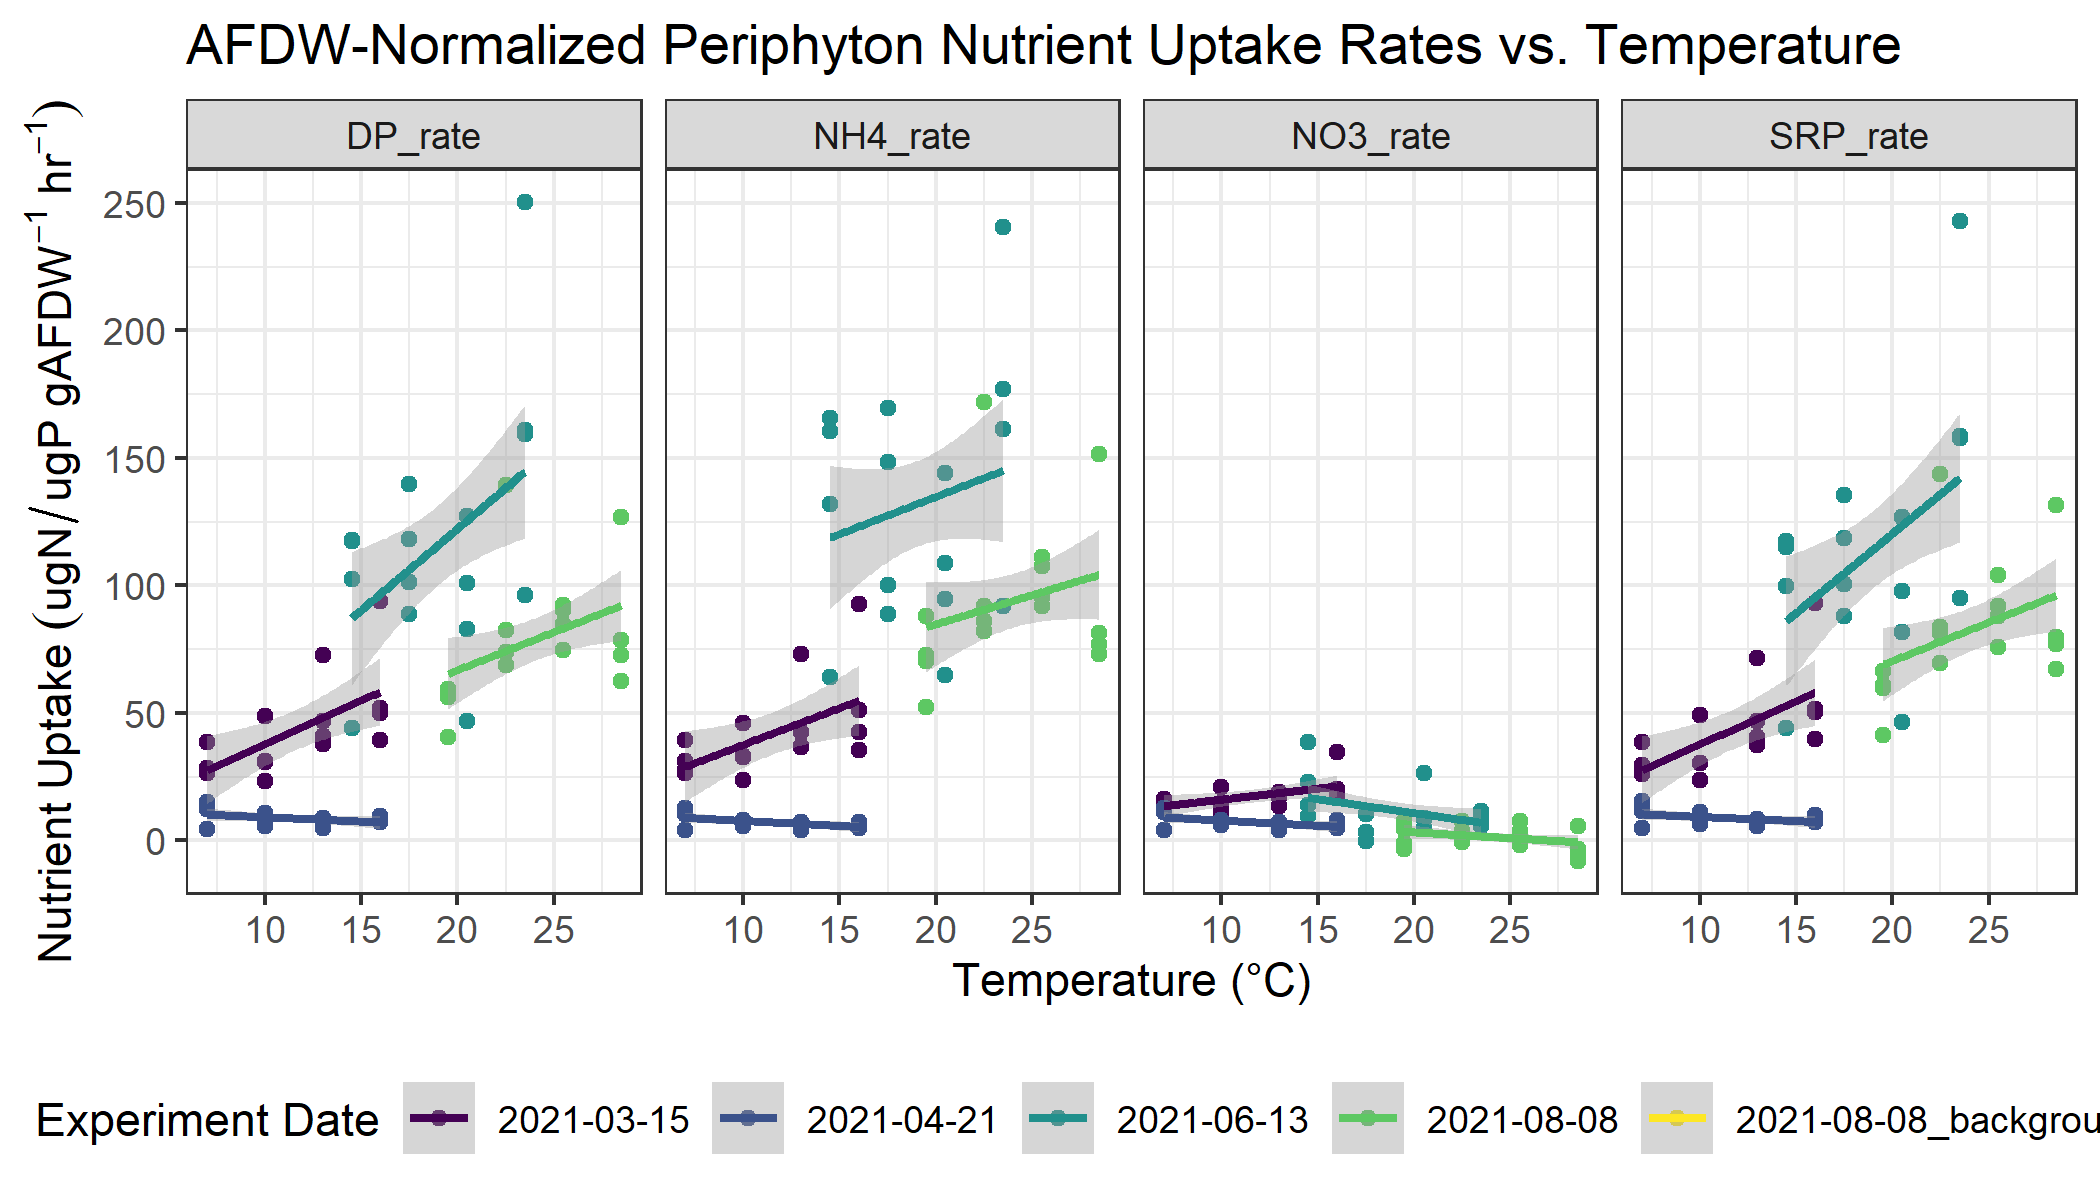 AFDW-Normalized Periphyton Nutrient Uptake Rates vs. Temperature
DP_rate NH4_rate NO3_rate SRP_rate
Nutrient Uptake (ugN/ugP gAFDW⁻¹ hr⁻¹)
250
200
150
100
50
0
10 15 20 25 10 15 20 25 10 15 20 25 10 15 20 25
Temperature (°C)
Experiment Date 2021-03-15 2021-04-21 2021-06-13 2021-08-08 2021-08-08_backgrou